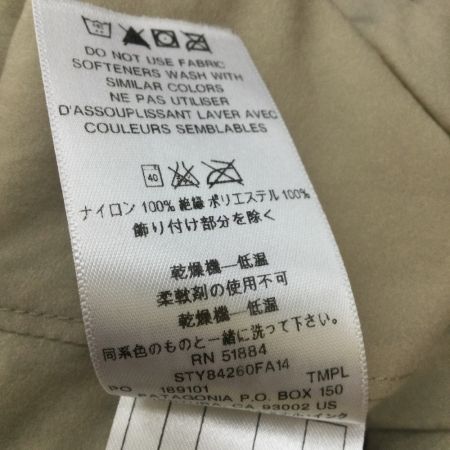 DO NOT USE FABRIC
SOFTENERS WASH WITH
SIMILAR COLORS
NE PAS UTILISER
D'ASSOUPLISSANT LAVER AVEC
COULEURS SEMBLABLES
40
ナイロン 100% 絶縁 ポリエステル 100%
飾り付け部分を除く
乾燥機—低温
柔軟剤の使用不可
乾燥機—低温
同系色のものと一緒に洗って下さい。
RN 51884
STY84260FA14
PO 189101 TMPL
PATAGONIA P.O. BOX 150
CA 93002 US